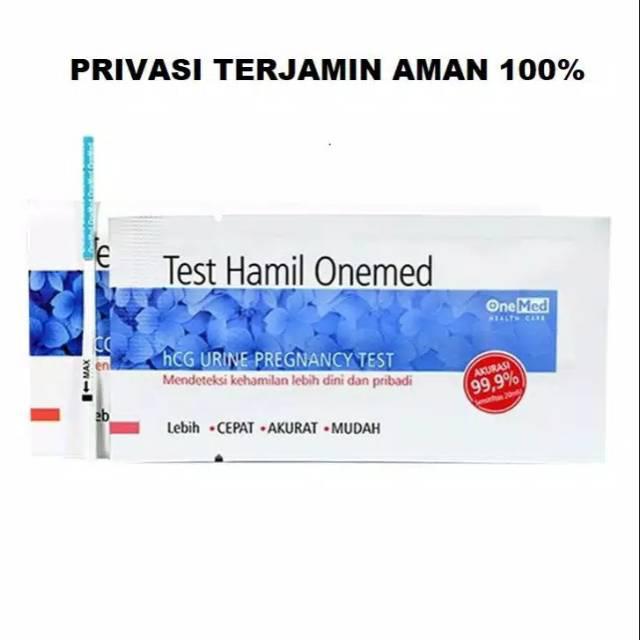 PRIVASI TERJAMIN AMAN 100%
Test Hamil Onemed
OneMed
HEALTH CARE
hCG URINE PREGNANCY TEST
Mendeteksi kehamilan lebih dini dan pribadi
AKURASI
99,9%
Lebih • CEPAT • AKURAT • MUDAH
MAX